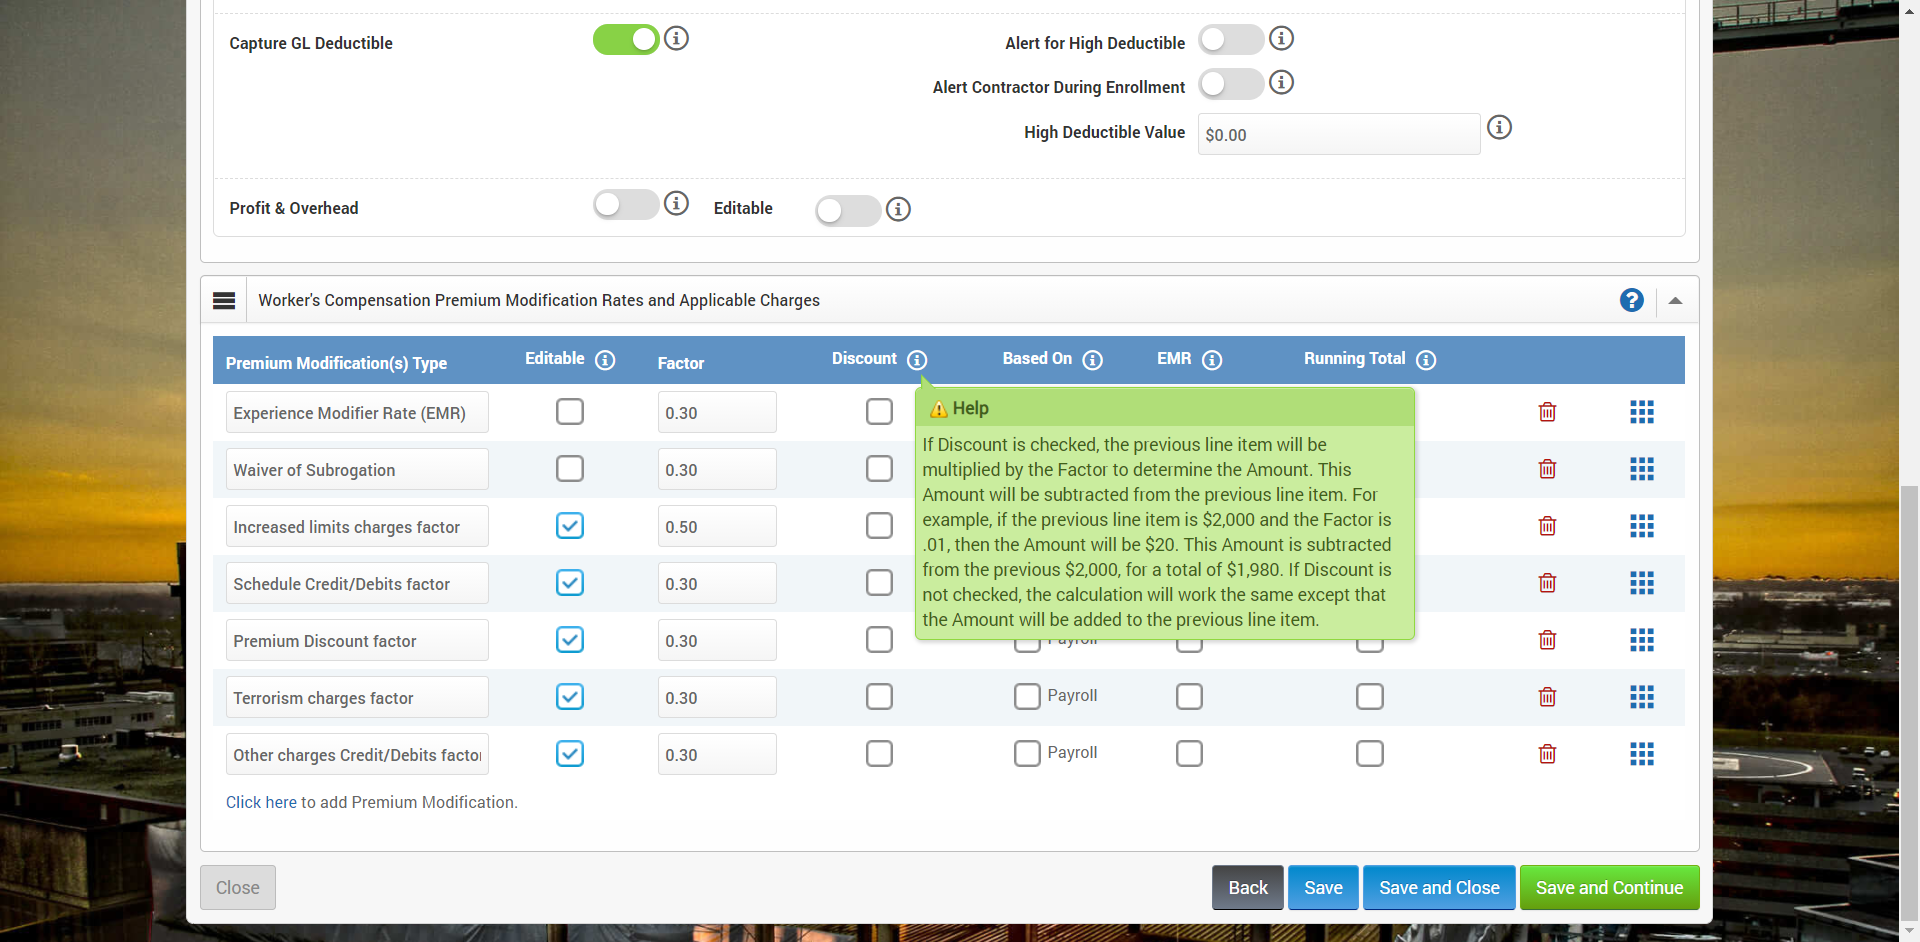 Capture GL Deductible
Alert for High Deductible
Alert Contractor During Enrollment
High Deductible Value
$0.00
Profit & Overhead
Editable
Worker's Compensation Premium Modification Rates and Applicable Charges
Premium Modification(s) Type
Editable
Factor
Discount
Based On
EMR
Running Total
Experience Modifier Rate (EMR)
0.30
Help
If Discount is checked, the previous line item will be
multiplied by the Factor to determine the Amount. This
Amount will be subtracted from the previous line item. For
example, if the previous line item is $2,000 and the Factor is
.01, then the Amount will be $20. This Amount is subtracted
from the previous $2,000, for a total of $1,980. If Discount is
not checked, the calculation will work the same except that
the Amount will be added to the previous line item.
Waiver of Subrogation
0.30
Increased limits charges factor
0.50
Schedule Credit/Debits factor
0.30
Premium Discount factor
0.30
Payroll
Terrorism charges factor
0.30
Payroll
Other charges Credit/Debits factor
0.30
Payroll
Click here to add Premium Modification.
Close
Back
Save
Save and Close
Save and Continue